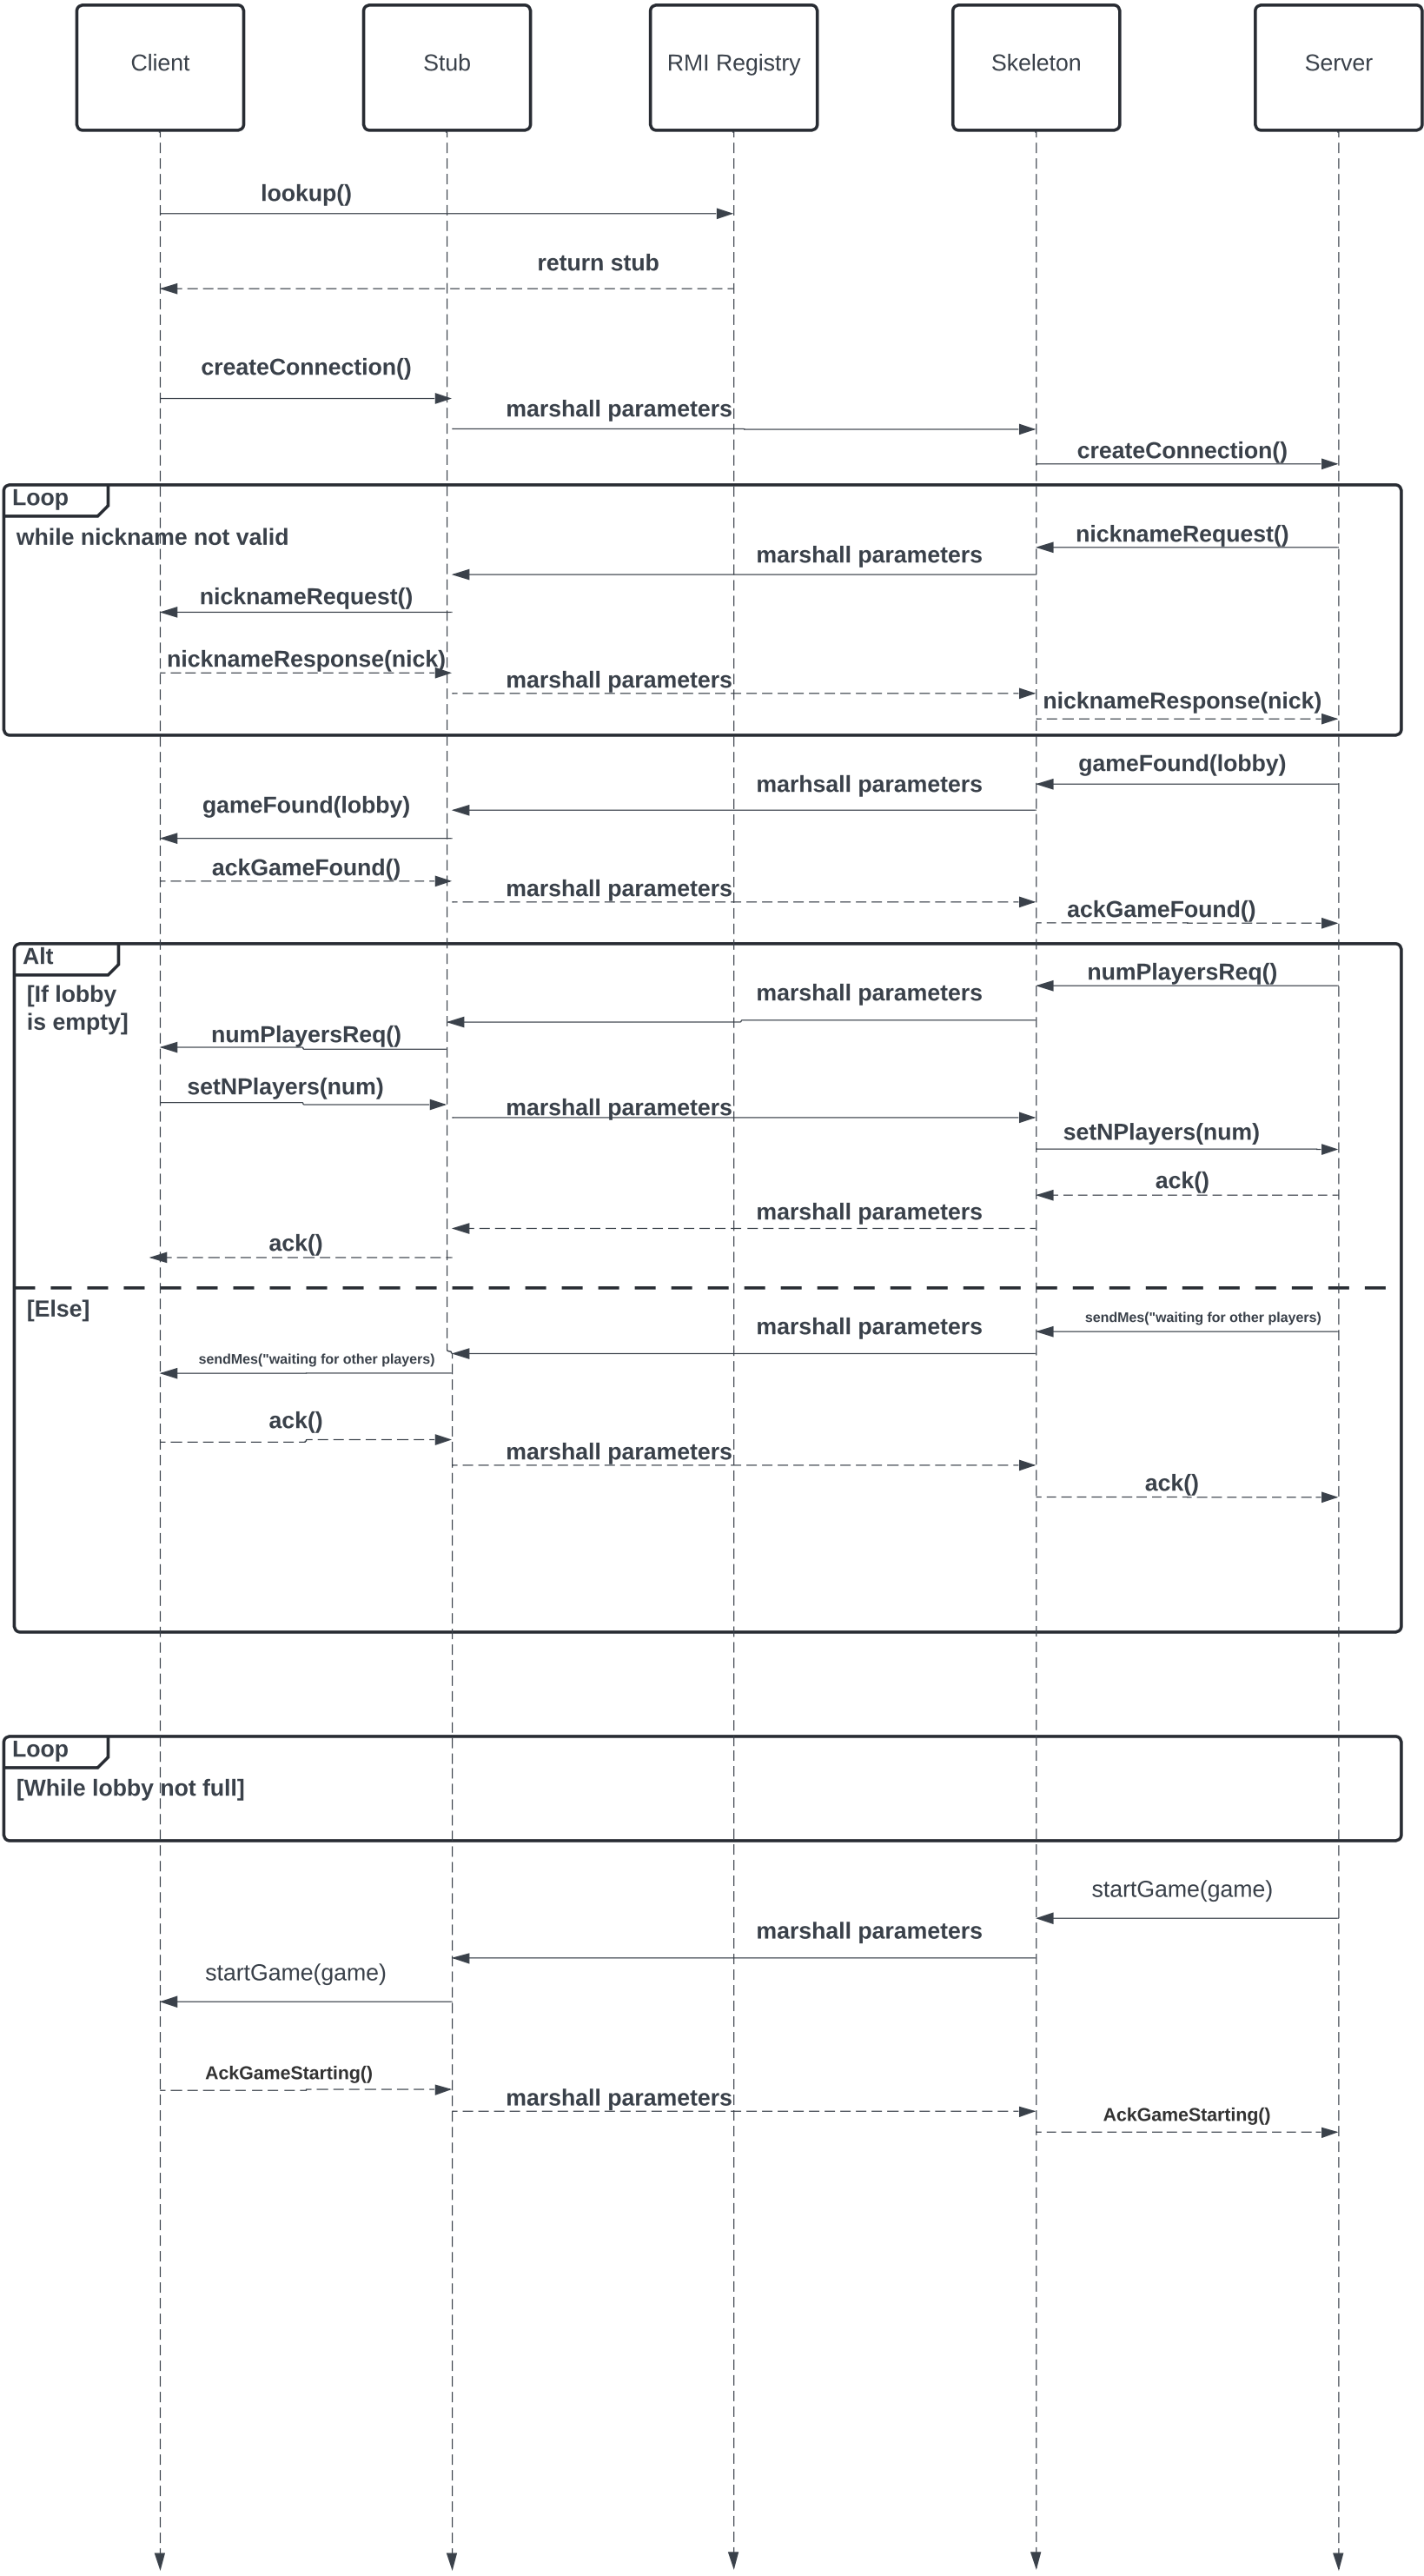 Client
Stub
RMI Registry
Skeleton
Server
lookup()
return stub
createConnection()
marshall parameters
createConnection()
Loop
while nickname not valid
nicknameRequest()
marshall parameters
nicknameRequest()
nicknameResponse(nick)
marshall parameters
nicknameResponse(nick)
gameFound(lobby)
marhsall parameters
gameFound(lobby)
ackGameFound()
marshall parameters
ackGameFound()
Alt
[If lobby
is empty]
numPlayersReq()
marshall parameters
numPlayersReq()
setNPlayers(num)
marshall parameters
setNPlayers(num)
ack()
marshall parameters
ack()
[Else]
sendMes("waiting for other players)
marshall parameters
sendMes("waiting for other players)
ack()
marshall parameters
ack()
Loop
[While lobby not full]
startGame(game)
marshall parameters
startGame(game)
AckGameStarting()
marshall parameters
AckGameStarting()